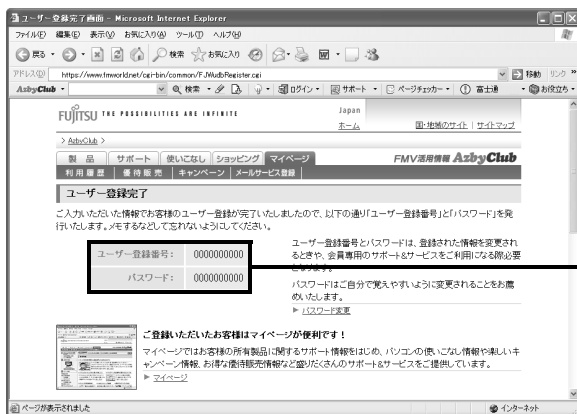 ユーザー登録完了画面 - Microsoft Internet Explorer
ファイル(F) 編集(E) 表示(V) お気に入り(A) ツール(T) ヘルプ(H)
戻る 検索 お気に入り
アドレス(D) https://www.fmworld.net/cgi-bin/common/FJWudbRegister.cgi 移動 リンク
AzbyClub 検索 ログイン サポート ページチェッカー 富士通 お役立ち
FUJITSU THE POSSIBILITIES ARE INFINITE Japan
ホーム 国・地域のサイト | サイトマップ
> AzbyClub >
製 品 サポート 使いこなし ショッピング マイページ FMV活用情報 AzbyClub
利用履歴 優待販売 キャンペーン メールサービス登録
ユーザー登録完了
ご入力いただいた情報でお客様のユーザー登録が完了いたしましたので、以下の通り「ユーザー登録番号」と「パスワード」を発
行いたします。メモするなどして忘れないようにしてください。
ユーザー登録番号: 0000000000
パスワード: 0000000000
ユーザー登録番号とパスワードは、登録された情報を変更され
るときや、会員専用のサポート&サービスをご利用になる際必要
となります。
パスワードはご自分で覚えやすいように変更されることをお薦
めいたします。
パスワード変更
ご登録いただいたお客様はマイページが便利です!
マイページではお客様の所有製品に関するサポート情報をはじめ、パソコンの使いこなし情報や楽しいキ
ャンペーン情報、お得な優待販売情報など盛りだくさんのサポート&サービスをご提供しています。
マイページ
ページが表示されました インターネット